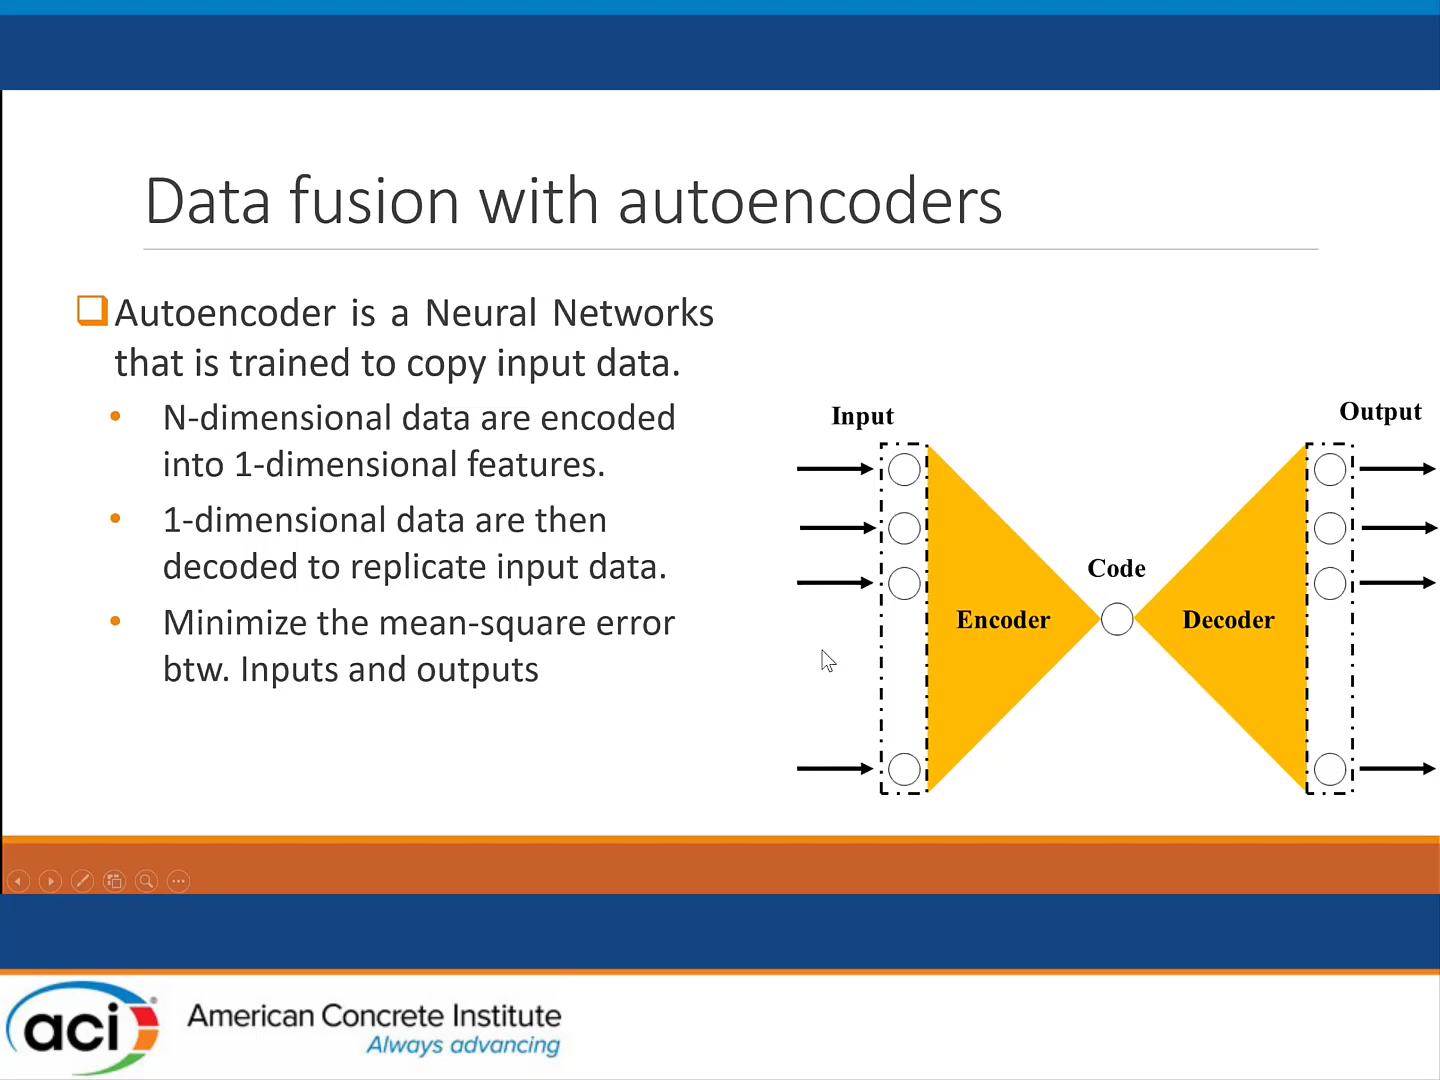 Data fusion with autoencoders
Autoencoder is a Neural Networks
that is trained to copy input data.
• N-dimensional data are encoded
into 1-dimensional features.
• 1-dimensional data are then
decoded to replicate input data.
• Minimize the mean-square error
btw. Inputs and outputs
Input
Output
Code
Encoder
Decoder
aci
American Concrete Institute
Always advancing